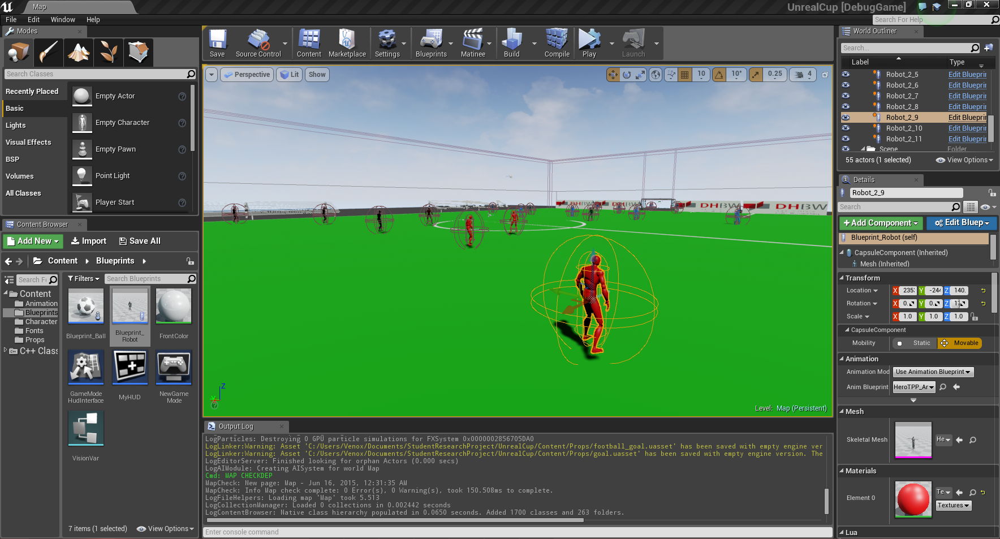 Map
UnrealCup [DebugGame]
File Edit Window Help
Search For Help
Modes
Search Classes
Recently Placed
Basic
Lights
Visual Effects
BSP
Volumes
All Classes
Empty Actor
Empty Character
Empty Pawn
Point Light
Player Start
Save Source Control Content Marketplace Settings Blueprints Matinee Build Compile Play Launch
Perspective Lit Show
10 10° 0.25 4
DHBW DHBW DHBW
Level: Map (Persistent)
Z
World Outliner
Search...
Label Type
Robot_2_5 Edit Blueprin
Robot_2_6 Edit Blueprin
Robot_2_7 Edit Blueprin
Robot_2_8 Edit Blueprin
Robot_2_9 Edit Blueprin
Robot_2_10 Edit Blueprin
Robot_2_11 Edit Blueprin
Scene Folder
55 actors (1 selected) View Options
Details
Robot_2_9
Search
+Add Component Edit Bluep
Blueprint_Robot (self)
CapsuleComponent (Inherited)
Mesh (Inherited)
Transform
Location X 235 Y -244 Z 140.
Rotation X 0. Y 0. Z 17
Scale X 1.0 Y 1.0 Z 1.0
CapsuleComponent
Mobility Static Movable
Animation
Animation Mod Use Animation Blueprint
Anim Blueprint HeroTPP_Ar
Mesh
Skeletal Mesh He
Materials
Element 0 Te
Textures
Lua
Content Browser
Add New Import Save All
Content Blueprints
Search F Filters Search Blueprints
Content
Animation
Blueprints
Character
Fonts
Props
C++ Class
Blueprint_Ball
Blueprint_
Robot
FrontColor
GameMode
HudInterface
MyHUD
NewGame
Mode
VisionVar
7 items (1 selected) View Options
Output Log
LogParticles: Destroying 0 GPU particle simulations for FXSystem 0x0000002856705DA0
LogLinker:Warning: Asset 'C:/Users/Venox/Documents/StudentResearchProject/UnrealCup/Content/Props/football_goal.uasset' has been saved with empty engine ver
LogLinker:Warning: Asset 'C:/Users/Venox/Documents/StudentResearchProject/UnrealCup/Content/Props/goal.uasset' has been saved with empty engine version. The
LogEditorServer: Finished looking for orphan Actors (0.000 secs)
LogAIModule: Creating AISystem for world Map
Cmd: MAP CHECKDEP
MapCheck: New page: Map - Jun 16, 2015, 12:31:35 AM
MapCheck: Info Map check complete: 0 Error(s), 0 Warning(s), took 150.508ms to complete.
LogFileHelpers: Loading map 'Map' took 5.513
LogCollectionManager: Loaded 0 collections in 0.002442 seconds
LogContentBrowser: Native class hierarchy populated in 0.0650 seconds. Added 1700 classes and 263 folders.
Enter console command